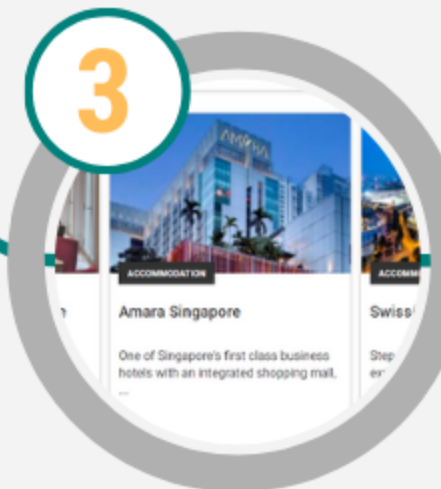 3
AMARA
ACCOMMODATION
ACCOMM
e
Amara Singapore
Swiss
One of Singapore's first class business
hotels with an integrated shopping mall,
...
Step
ex